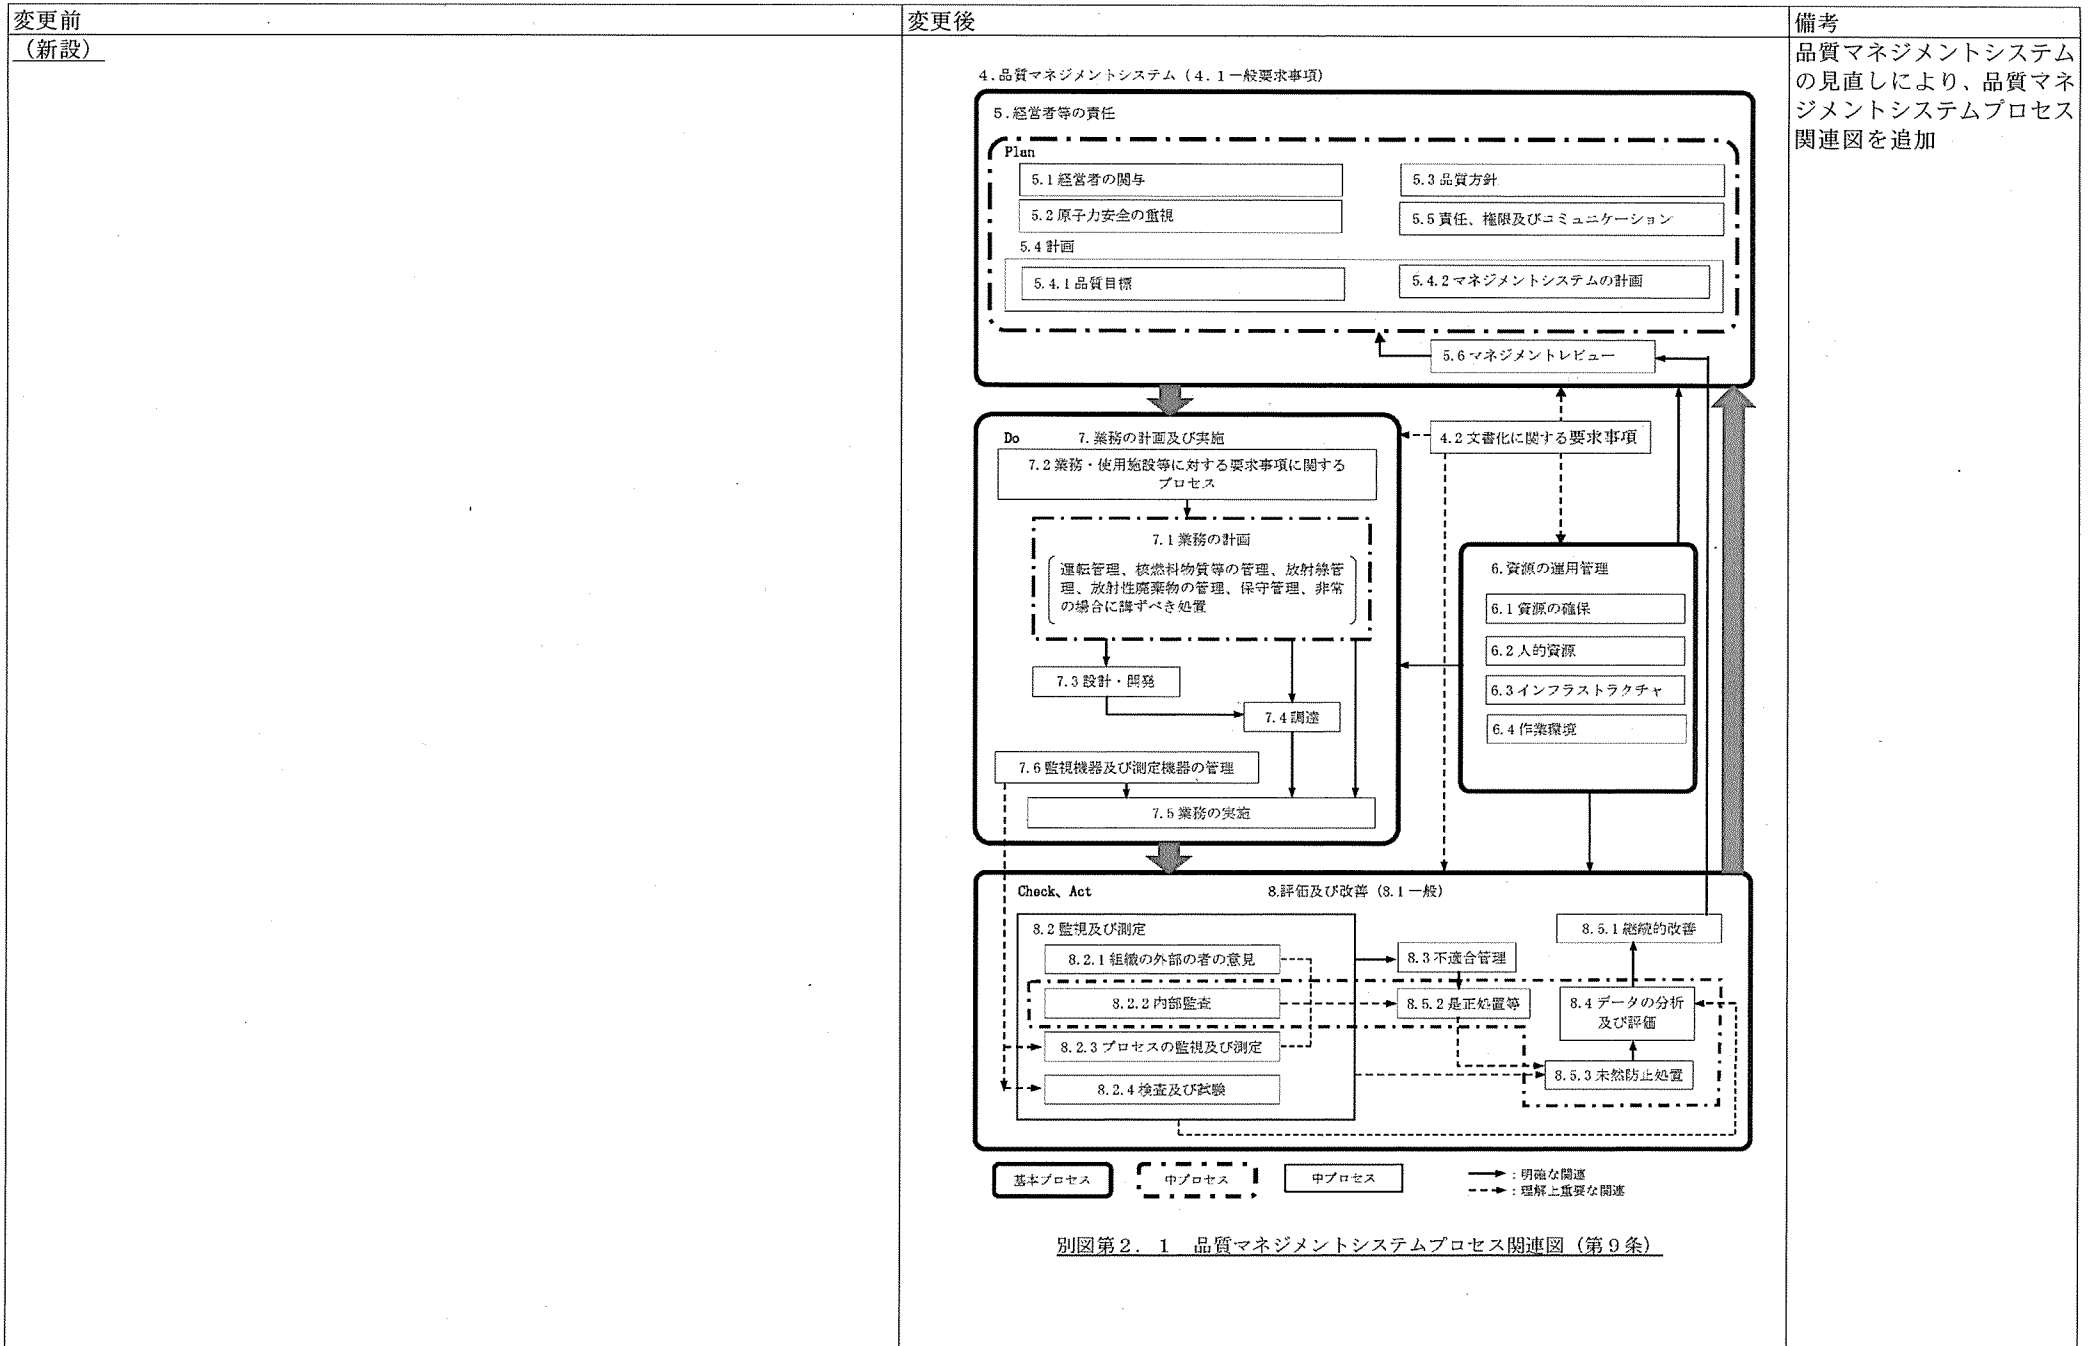 変更前
変更後
備考
(新設)
品質マネジメントシステム
の見直しにより、品質マネ
ジメントシステムプロセス
関連図を追加
4.品質マネジメントシステム(4.1一般要求事項)
5.経営者等の責任
Plan
5.1経営者の関与
5.3品質方針
5.2原子力安全の重視
5.5責任、権限及びコミュニケーション
5.4計画
5.4.1品質目標
5.4.2マネジメントシステムの計画
5.6マネジメントレビュー
Do 7.業務の計画及び実施
4.2文書化に関する要求事項
7.2業務・使用施設等に対する要求事項に関する
プロセス
7.1業務の計画
運転管理、核燃料物質等の管理、放射線管
理、放射性廃棄物の管理、保守管理、非常
の場合に講ずべき処置
6.資源の運用管理
6.1資源の確保
6.2人的資源
6.3インフラストラクチャ
6.4作業環境
7.3設計・開発
7.4調達
7.6監視機器及び測定機器の管理
7.5業務の実施
Check、Act 8.評価及び改善(8.1一般)
8.2監視及び測定
8.2.1組織の外部の者の意見
8.3不適合管理
8.5.1継続的改善
8.2.2内部監査
8.5.2是正処置等
8.4データの分析
及び評価
8.2.3プロセスの監視及び測定
8.5.3未然防止処置
8.2.4検査及び試験
基本プロセス
中プロセス
中プロセス
:明確な関連
:理解上重要な関連
別図第2.1 品質マネジメントシステムプロセス関連図(第9条)